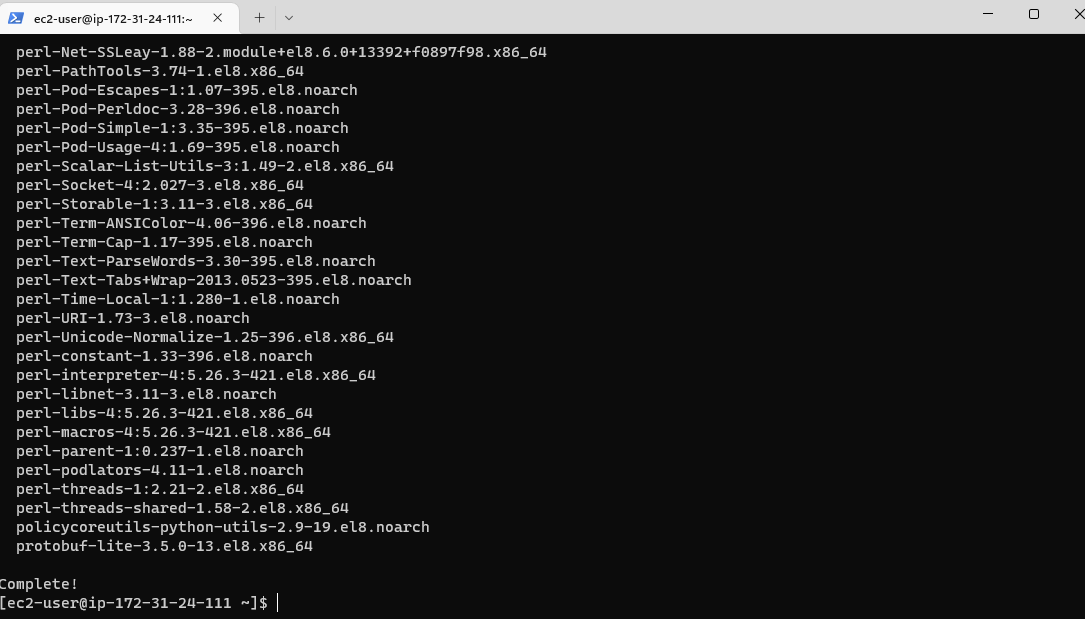 ec2-user@ip-172-31-24-111:~
perl-Net-SSLeay-1.88-2.module+el8.6.0+13392+f0897f98.x86_64
perl-PathTools-3.74-1.el8.x86_64
perl-Pod-Escapes-1:1.07-395.el8.noarch
perl-Pod-Perldoc-3.28-396.el8.noarch
perl-Pod-Simple-1:3.35-395.el8.noarch
perl-Pod-Usage-4:1.69-395.el8.noarch
perl-Scalar-List-Utils-3:1.49-2.el8.x86_64
perl-Socket-4:2.027-3.el8.x86_64
perl-Storable-1:3.11-3.el8.x86_64
perl-Term-ANSIColor-4.06-396.el8.noarch
perl-Term-Cap-1.17-395.el8.noarch
perl-Text-ParseWords-3.30-395.el8.noarch
perl-Text-Tabs+Wrap-2013.0523-395.el8.noarch
perl-Time-Local-1:1.280-1.el8.noarch
perl-URI-1.73-3.el8.noarch
perl-Unicode-Normalize-1.25-396.el8.x86_64
perl-constant-1.33-396.el8.noarch
perl-interpreter-4:5.26.3-421.el8.x86_64
perl-libnet-3.11-3.el8.noarch
perl-libs-4:5.26.3-421.el8.x86_64
perl-macros-4:5.26.3-421.el8.x86_64
perl-parent-1:0.237-1.el8.noarch
perl-podlators-4.11-1.el8.noarch
perl-threads-1:2.21-2.el8.x86_64
perl-threads-shared-1.58-2.el8.x86_64
policycoreutils-python-utils-2.9-19.el8.noarch
protobuf-lite-3.5.0-13.el8.x86_64
Complete!
[ec2-user@ip-172-31-24-111 ~]$